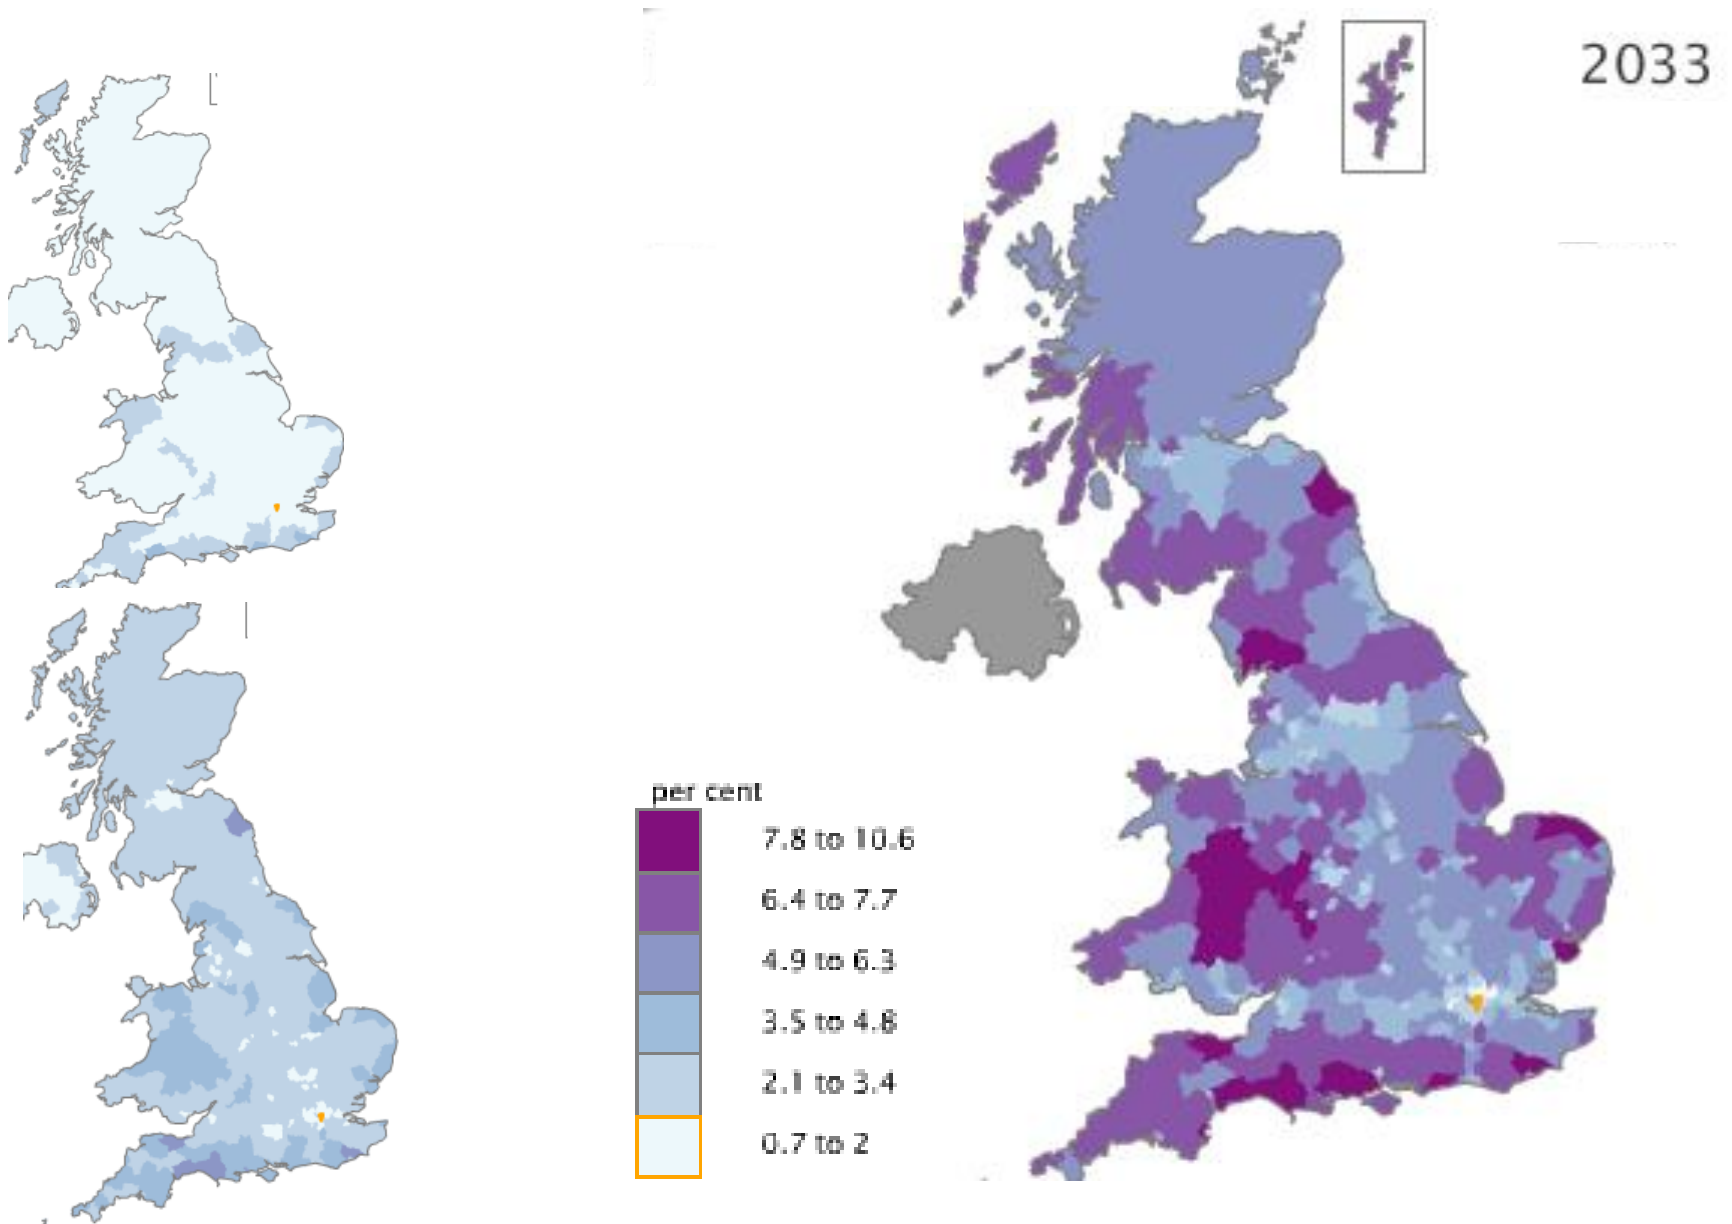 2033
per cent
7.8 to 10.6
6.4 to 7.7
4.9 to 6.3
3.5 to 4.8
2.1 to 3.4
0.7 to 2